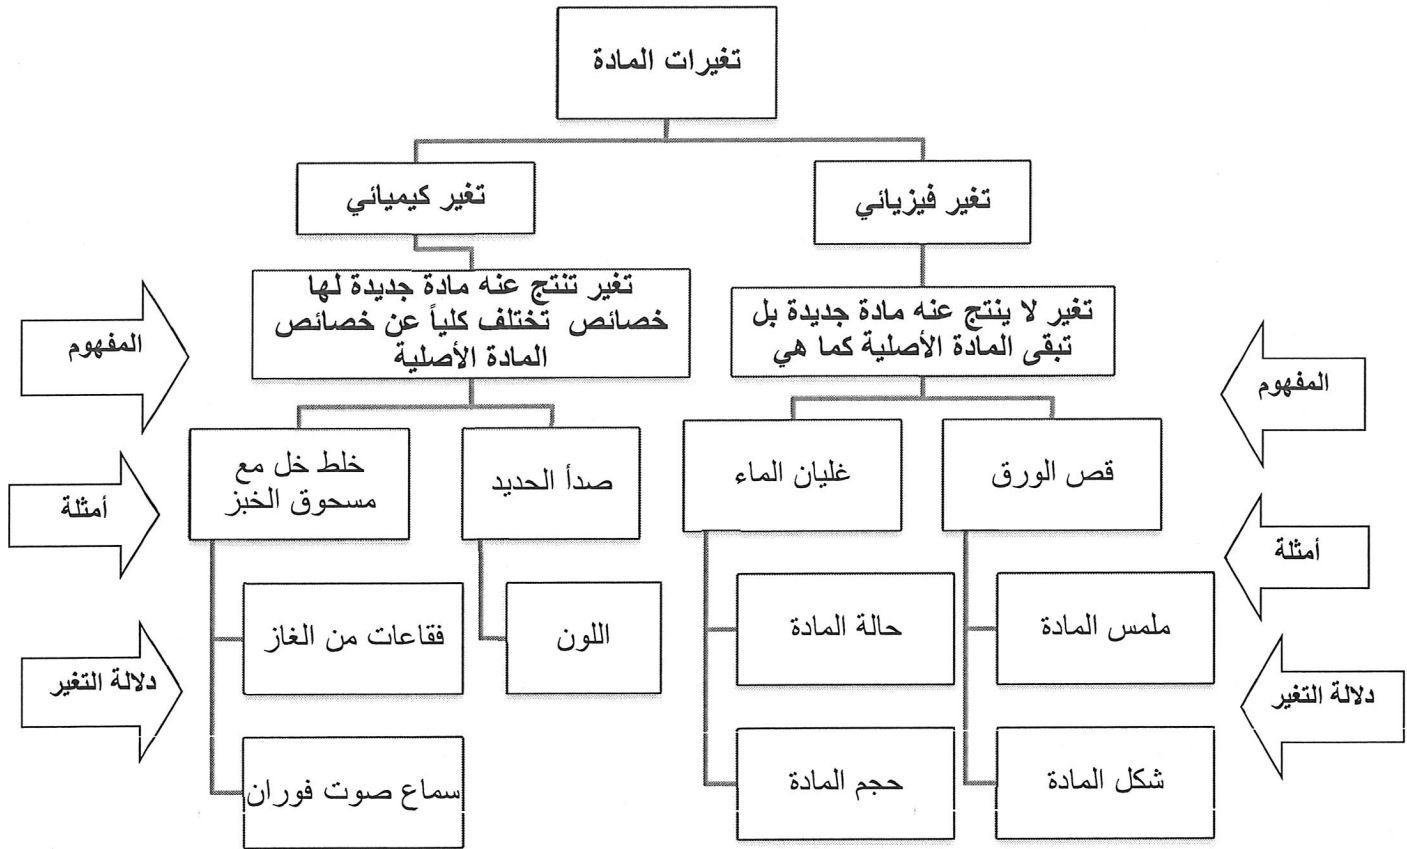 تغيرات المادة
تغير فيزيائي
تغير كيميائي
تغير لا ينتج عنه مادة جديدة بل
تبقى المادة الأصلية كما هي
تغير تنتج عنه مادة جديدة لها
خصائص تختلف كلياً عن خصائص
المادة الأصلية
المفهوم
المفهوم
قص الورق
غليان الماء
صدأ الحديد
خلط خل مع
مسحوق الخبز
أمثلة
أمثلة
ملمس المادة
حالة المادة
اللون
فقاعات من الغاز
دلالة التغير
دلالة التغير
شكل المادة
حجم المادة
سماع صوت فوران